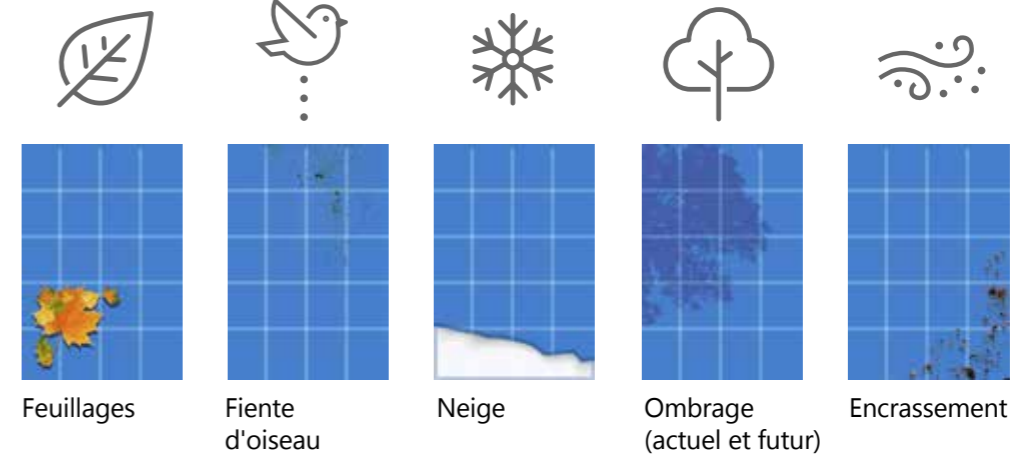 Feuillages
Fiente
d'oiseau
Neige
Ombrage
(actuel et futur)
Encrassement